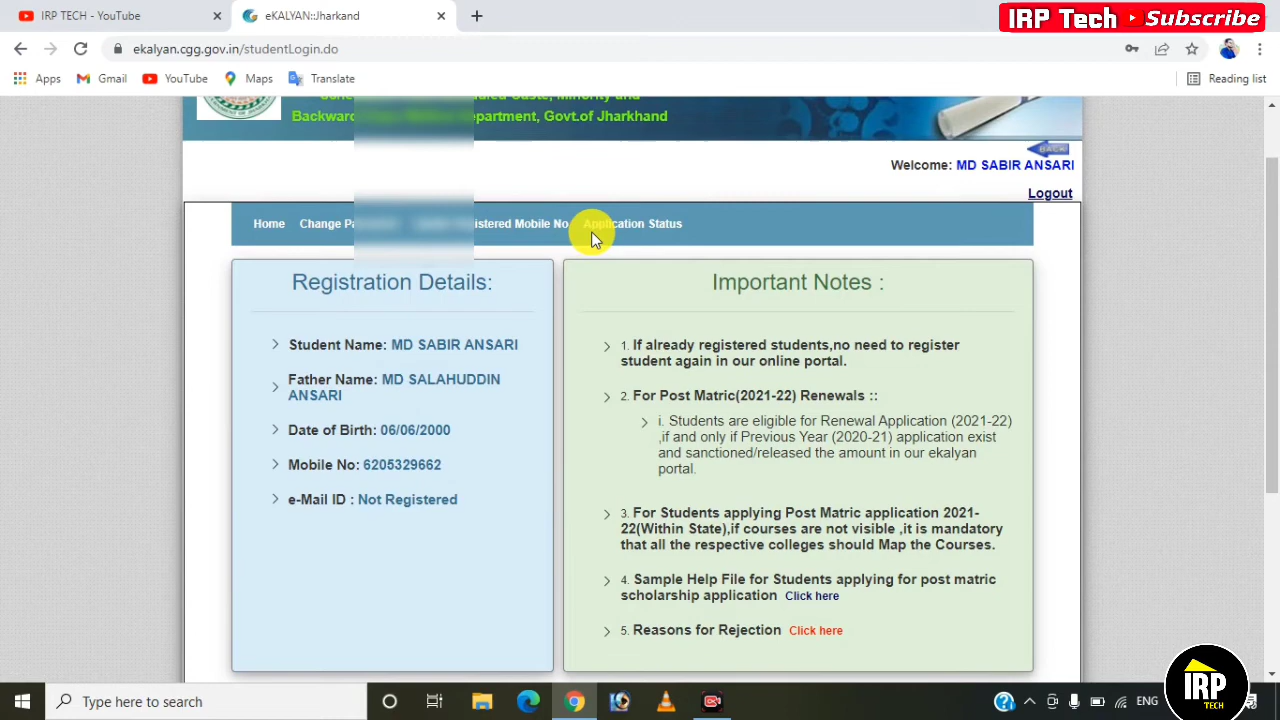 IRP TECH - YouTube
eKALYAN::Jharkand
IRP Tech Subscribe
ekalyan.cgg.gov.in/studentLogin.do
Apps Gmail YouTube Maps Translate Reading list
Backward Department, Govt.of Jharkhand
BACK
Welcome: MD SABIR ANSARI
Logout
Home Change Registered Mobile No Application Status
Registration Details:
Student Name: MD SABIR ANSARI
Father Name: MD SALAHUDDIN
ANSARI
Date of Birth: 06/06/2000
Mobile No: 6205329662
e-Mail ID : Not Registered
Important Notes :
1. If already registered students,no need to register
student again in our online portal.
2. For Post Matric(2021-22) Renewals ::
i. Students are eligible for Renewal Application (2021-22)
,if and only if Previous Year (2020-21) application exist
and sanctioned/released the amount in our ekalyan
portal.
3. For Students applying Post Matric application 2021-
22(Within State),if courses are not visible ,it is mandatory
that all the respective colleges should Map the Courses.
4. Sample Help File for Students applying for post matric
scholarship application Click here
5. Reasons for Rejection Click here
Type here to search
ENG
IRP
TECH